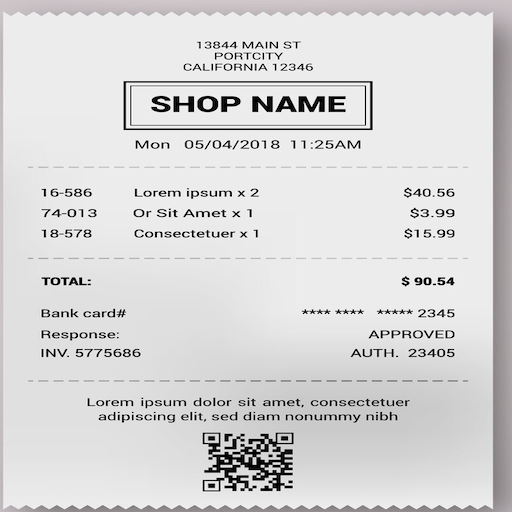 13844 MAIN ST
PORTCITY
CALIFORNIA 12346
SHOP NAME
Mon 05/04/2018 11:25AM
16-586 Lorem ipsum x 2 $40.56
74-013 Or Sit Amet x 1 $3.99
18-578 Consectetuer x 1 $15.99
TOTAL: $ 90.54
Bank card# **** **** ***** 2345
Response: APPROVED
INV. 5775686 AUTH. 23405
Lorem ipsum dolor sit amet, consectetuer
adipiscing elit, sed diam nonummy nibh